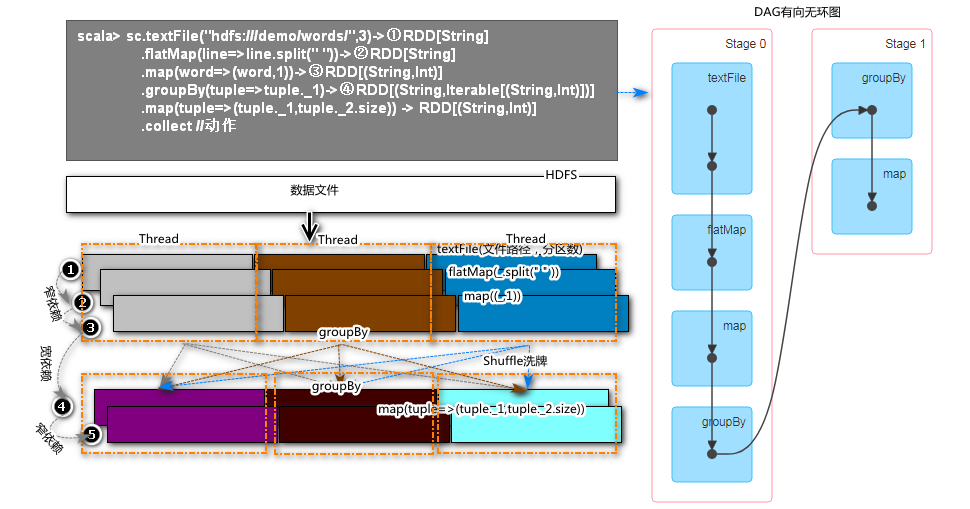 DAG有向无环图
scala> sc.textFile("hdfs:///demo/words/",3)->①RDD[String]
.flatMap(line=>line.split(" "))->②RDD[String]
.map(word=>(word,1))->③RDD[(String,Int)]
.groupBy(tuple=>tuple._1)->④RDD[(String,Iterable[(String,Int)])]
.map(tuple=>(tuple._1,tuple._2.size)) -> RDD[(String,Int)]
.collect //动作
HDFS
数据文件
Thread
Thread
Thread
textFile(文件路径，分区数)
flatMap(_.split(" "))
map((_,1))
❶
❷
❸
窄依赖
groupBy
Shuffle洗牌
宽依赖
groupBy
map(tuple=>(tuple._1,tuple._2.size))
❹
❺
窄依赖
Stage 0
textFile
flatMap
map
groupBy
Stage 1
groupBy
map